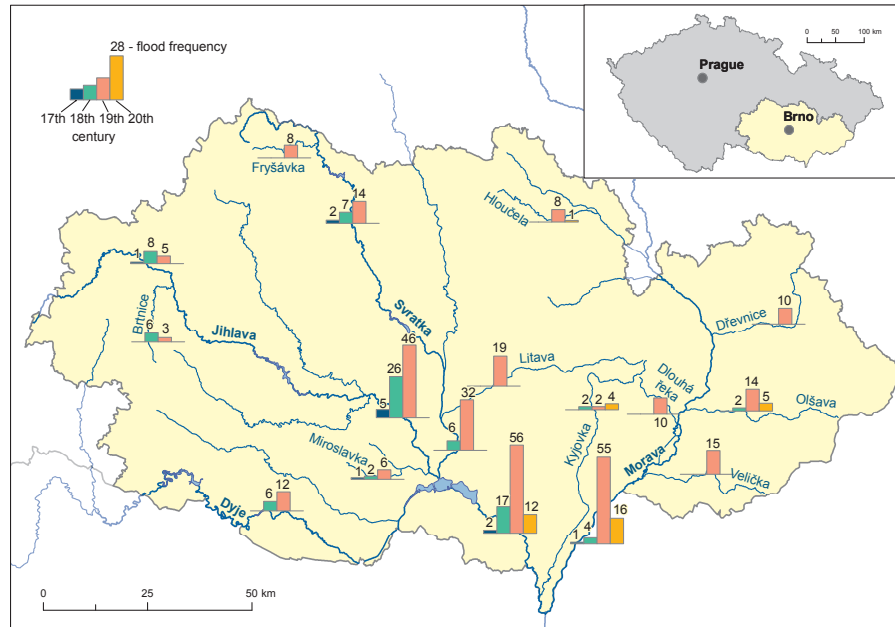 28 - flood frequency
17th 18th 19th 20th
century
0 50 100 km
Prague
Brno
8
Fryšávka
2 7 14
8 1
Hloučela
1 8 5
Brtnice
6 3
Jihlava
Svratka
10
Dřevnice
5 26 46
19
Litava
6 32
2 2 4
Dlouhá
řeka
10
2 14 5
Olšava
Kyjovka
Miroslavka
1 2 6
Morava
15
Velička
Dyje
6 12
2 17 56 12
1 4 55 16
0 25 50 km